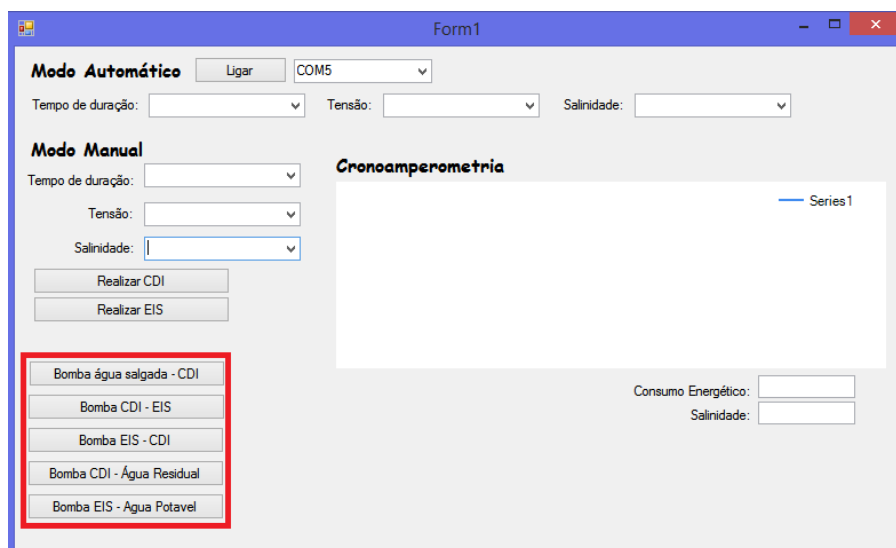 Form1
Modo Automático Ligar COM5
Tempo de duração: Tensão: Salinidade:
Modo Manual
Tempo de duração:
Tensão:
Salinidade:
Realizar CDI
Realizar EIS
Cronoamperometria
Series1
Bomba água salgada - CDI
Bomba CDI - EIS
Bomba EIS - CDI
Bomba CDI - Água Residual
Bomba EIS - Agua Potavel
Consumo Energético:
Salinidade: